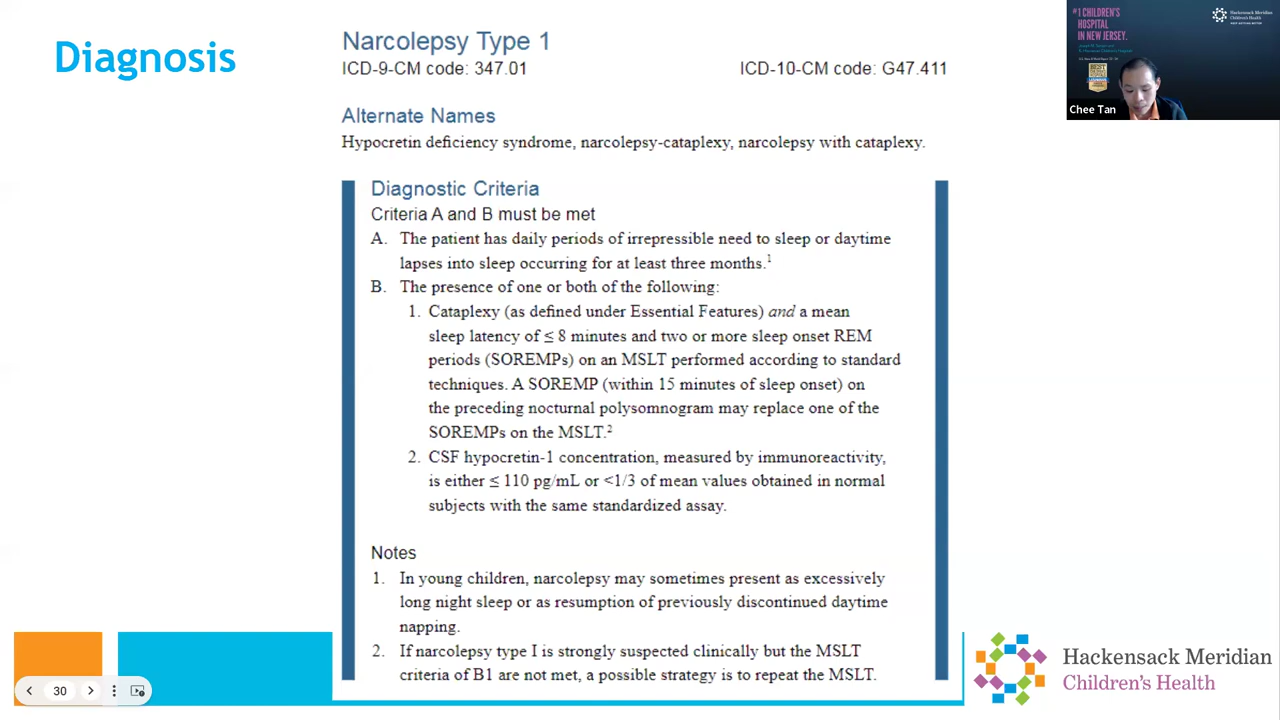 Diagnosis
Narcolepsy Type 1
ICD-9-CM code: 347.01
ICD-10-CM code: G47.411
Alternate Names
Hypocretin deficiency syndrome, narcolepsy-cataplexy, narcolepsy with cataplexy.
Diagnostic Criteria
Criteria A and B must be met
A. The patient has daily periods of irrepressible need to sleep or daytime
lapses into sleep occurring for at least three months.1
B. The presence of one or both of the following:
1. Cataplexy (as defined under Essential Features) and a mean
sleep latency of ≤ 8 minutes and two or more sleep onset REM
periods (SOREMPs) on an MSLT performed according to standard
techniques. A SOREMP (within 15 minutes of sleep onset) on
the preceding nocturnal polysomnogram may replace one of the
SOREMPs on the MSLT.2
2. CSF hypocretin-1 concentration, measured by immunoreactivity,
is either ≤ 110 pg/mL or <1/3 of mean values obtained in normal
subjects with the same standardized assay.
Notes
1. In young children, narcolepsy may sometimes present as excessively
long night sleep or as resumption of previously discontinued daytime
napping.
2. If narcolepsy type I is strongly suspected clinically but the MSLT
criteria of B1 are not met, a possible strategy is to repeat the MSLT.
30
Hackensack Meridian
Children's Health
#1 CHILDREN'S
HOSPITAL
IN NEW JERSEY.
Hackensack Meridian
Children's Health
Chee Tan